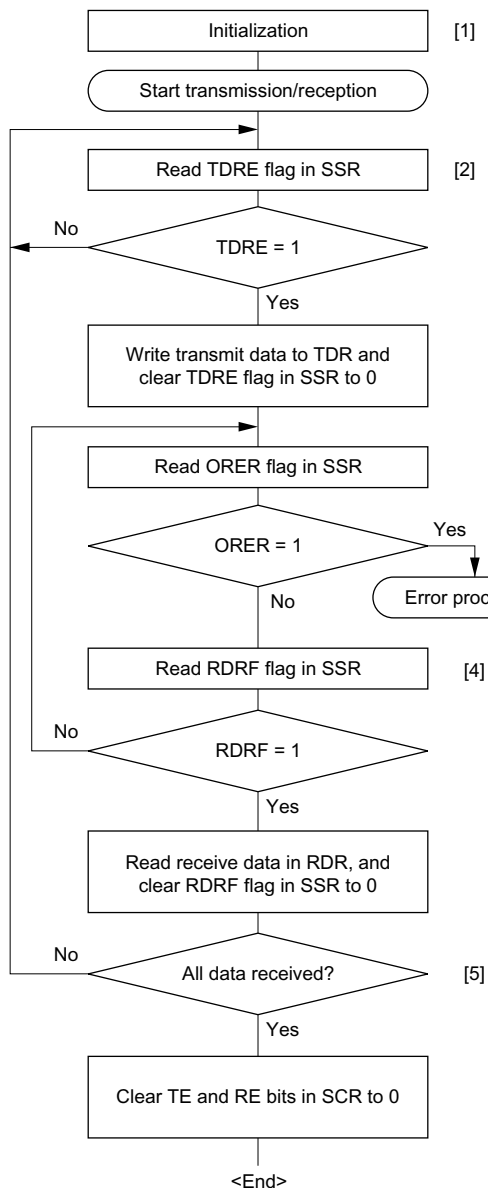 Initialization
[1]
Start transmission/reception
Read TDRE flag in SSR
[2]
No
TDRE = 1
Yes
Write transmit data to TDR and
clear TDRE flag in SSR to 0
Read ORER flag in SSR
Yes
ORER = 1
No
Error
Read RDRF flag in SSR
[4]
No
RDRF = 1
Yes
Read receive data in RDR, and
clear RDRF flag in SSR to 0
No
All data received?
[5]
Yes
Clear TE and RE bits in SCR to 0
<End>